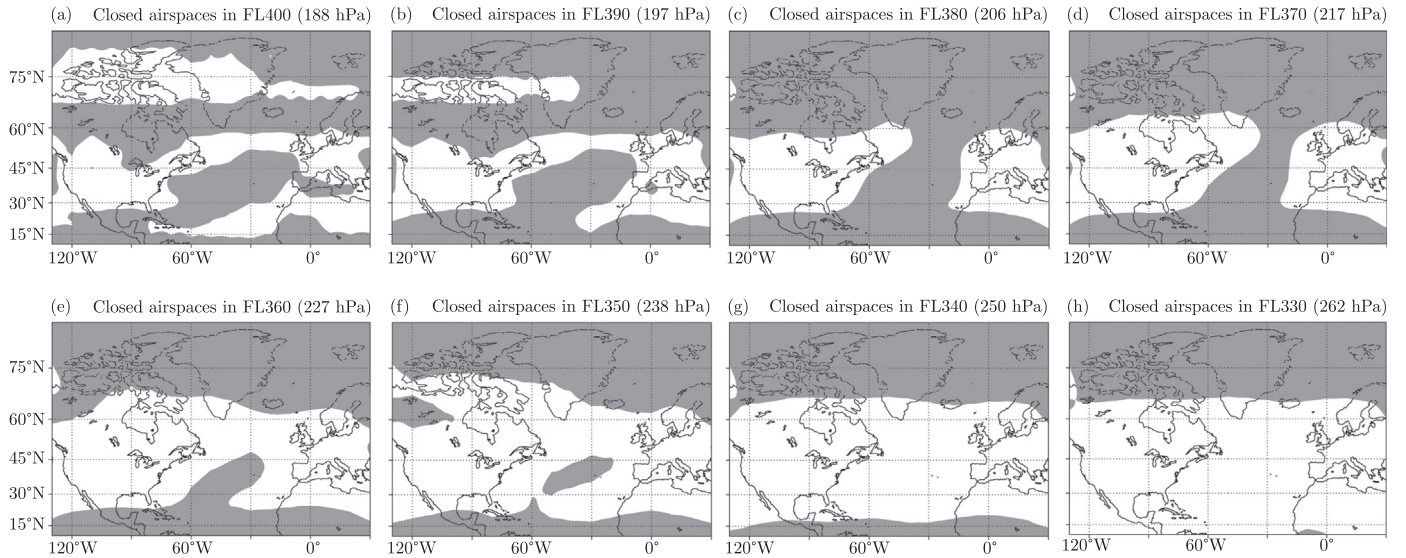 (a) Closed airspaces in FL400 (188 hPa)
(b) Closed airspaces in FL390 (197 hPa)
(c) Closed airspaces in FL380 (206 hPa)
(d) Closed airspaces in FL370 (217 hPa)
75°N
60°N
45°N
30°N
15°N
120°W 60°W 0°
120°W 60°W 0°
120°W 60°W 0°
120°W 60°W 0°
(e) Closed airspaces in FL360 (227 hPa)
(f) Closed airspaces in FL350 (238 hPa)
(g) Closed airspaces in FL340 (250 hPa)
(h) Closed airspaces in FL330 (262 hPa)
75°N
60°N
45°N
30°N
15°N
120°W 60°W 0°
120°W 60°W 0°
120°W 60°W 0°
120°W 60°W 0°